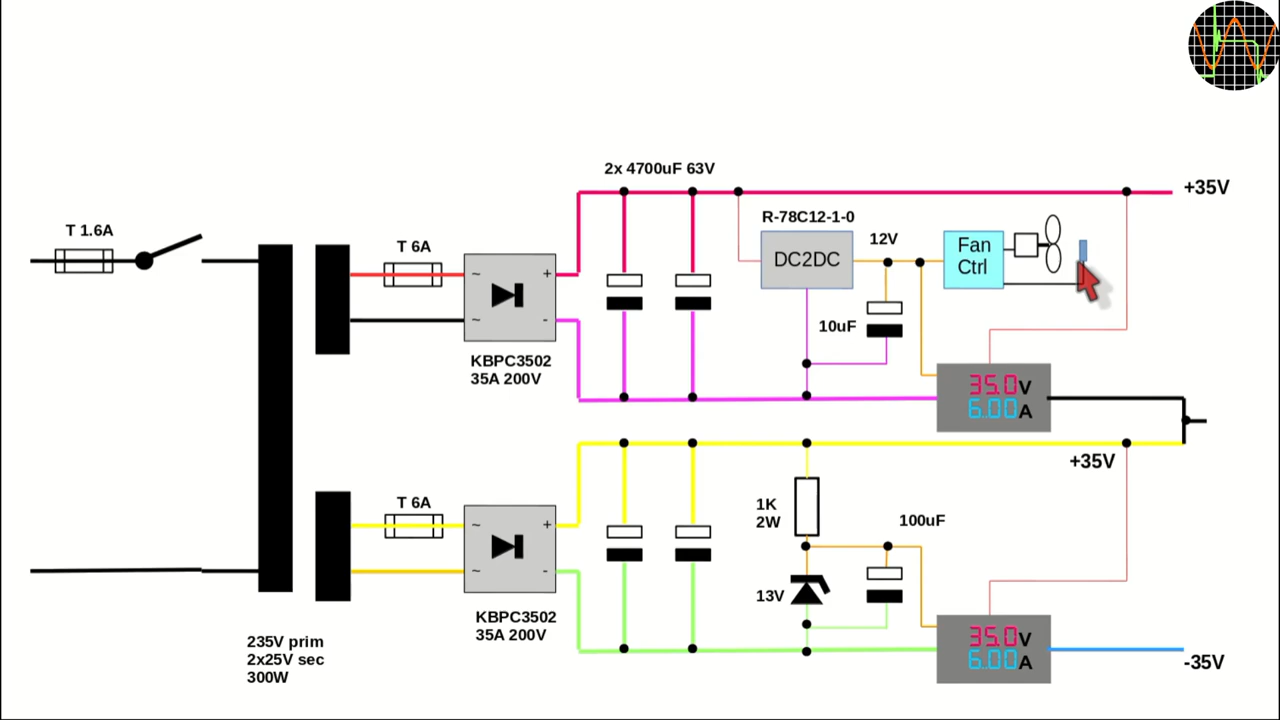 2x 4700uF 63V
+35V
R-78C12-1-0
T 1.6A
12V
T 6A
DC2DC
Fan
Ctrl
~
+
~
-
10uF
KBPC3502
35A 200V
35.0V
6.00A
+35V
T 6A
1K
2W
100uF
~
+
~
-
13V
KBPC3502
35A 200V
235V prim
2x25V sec
300W
35.0V
6.00A
-35V